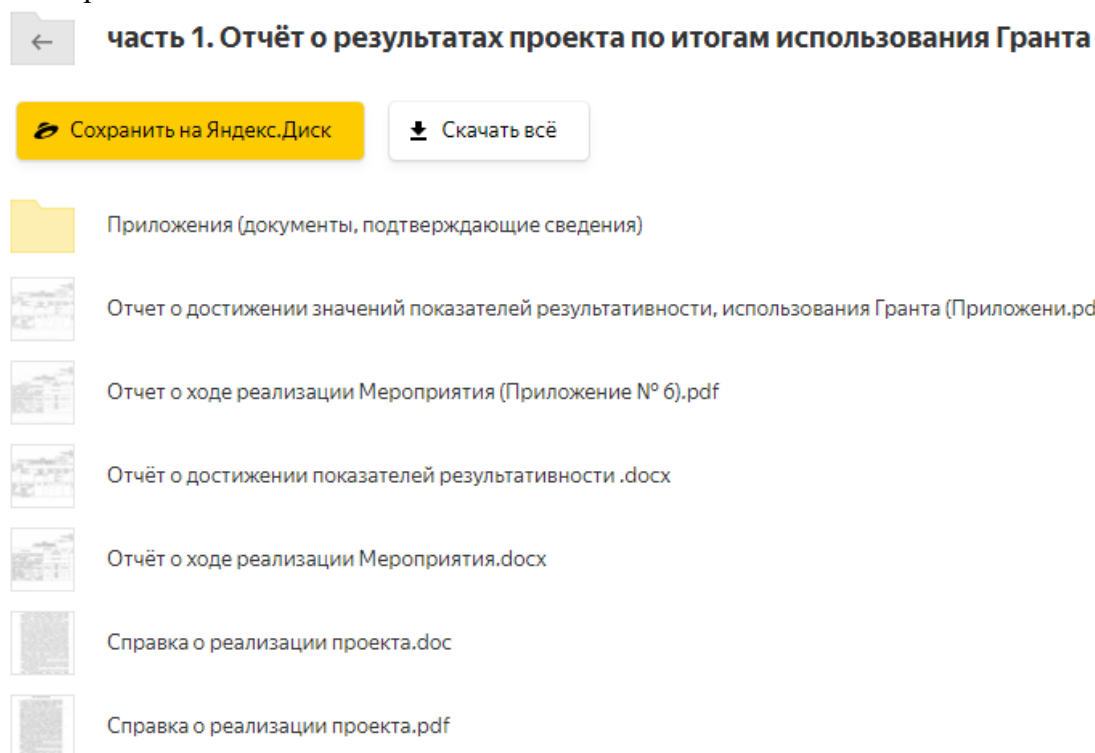 часть 1. Отчёт о результатах проекта по итогам использования Гранта
Сохранить на Яндекс.Диск
Скачать всё
Приложения (документы, подтверждающие сведения)
Отчет о достижении значений показателей результативности, использования Гранта (Приложени.pd
Отчет о ходе реализации Мероприятия (Приложение № 6).pdf
Отчёт о достижении показателей результативности .docx
Отчёт о ходе реализации Мероприятия.docx
Справка о реализации проекта.doc
Справка о реализации проекта.pdf